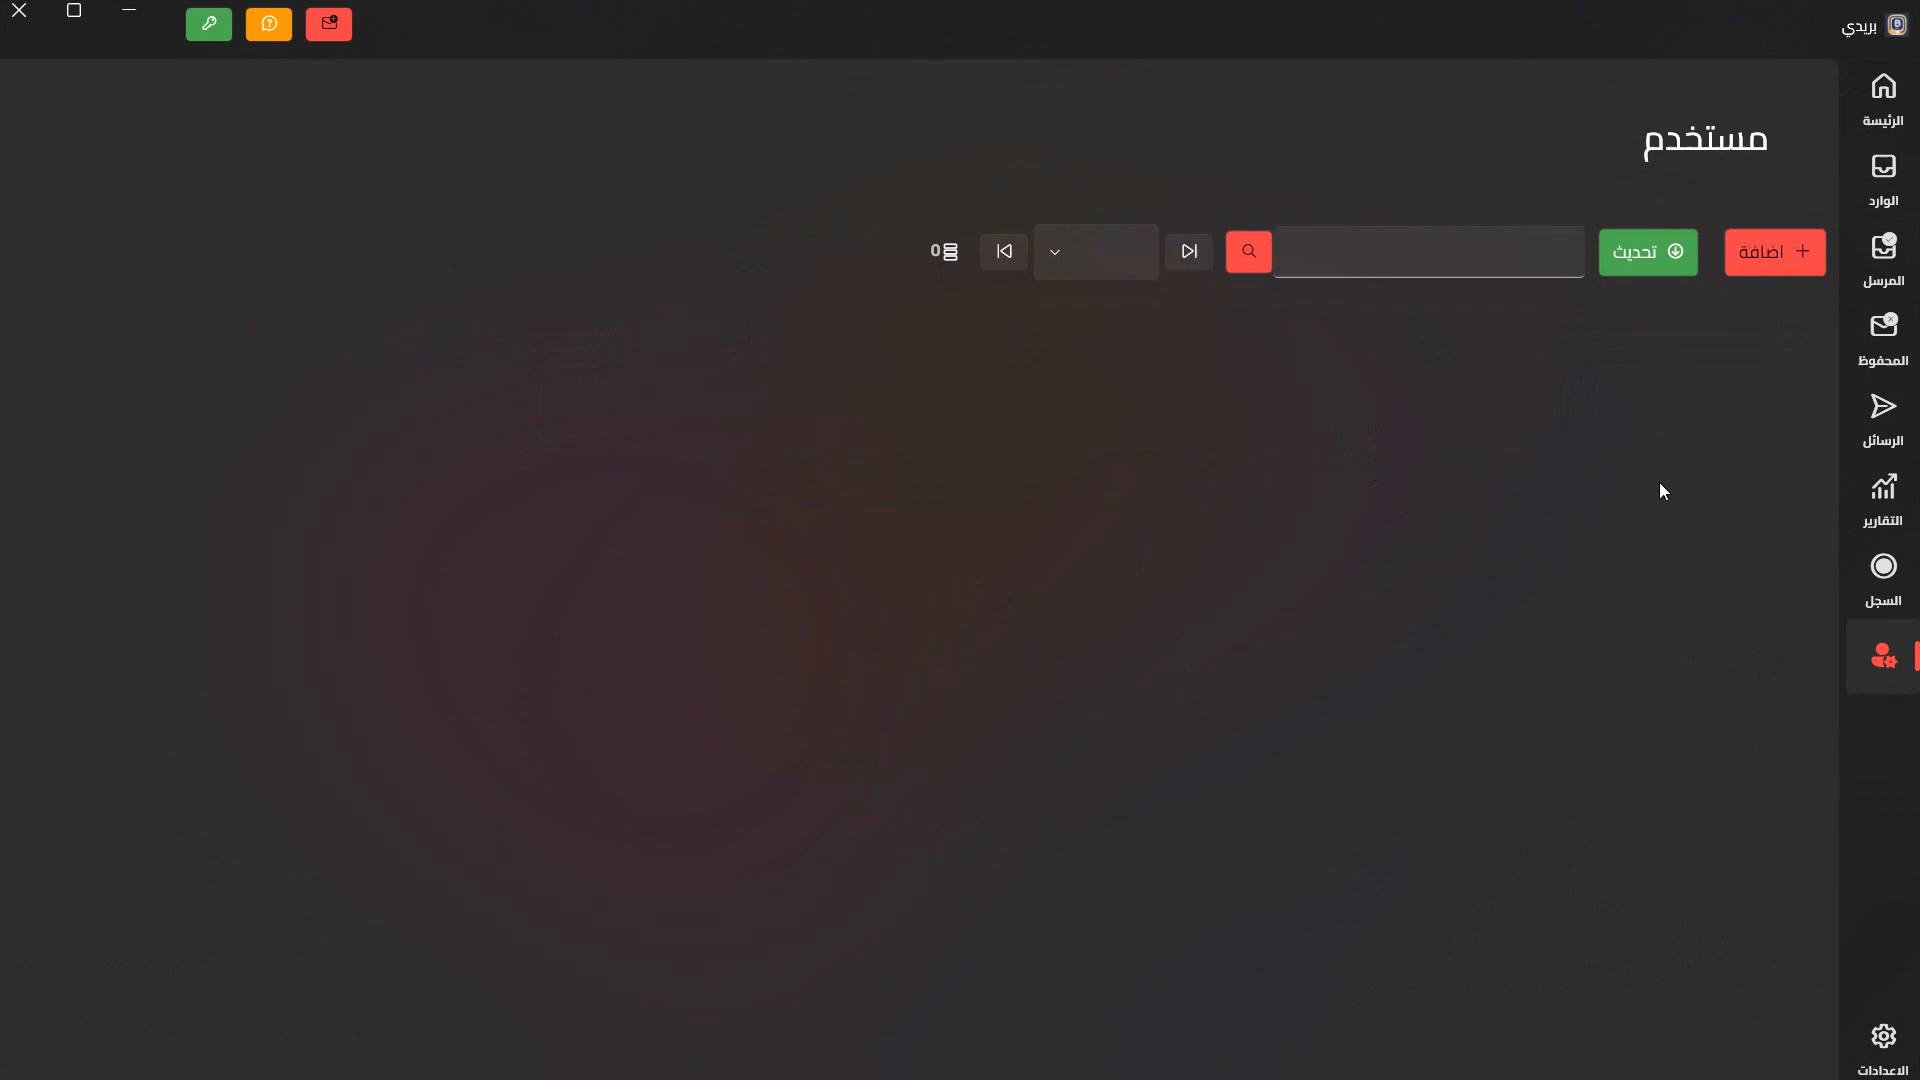 بريدي
الرئيسة
الوارد
المرسل
المحفوظ
الرسائل
التقارير
السجل
الاعدادات
مستخدم
اضافة
تحديث
0